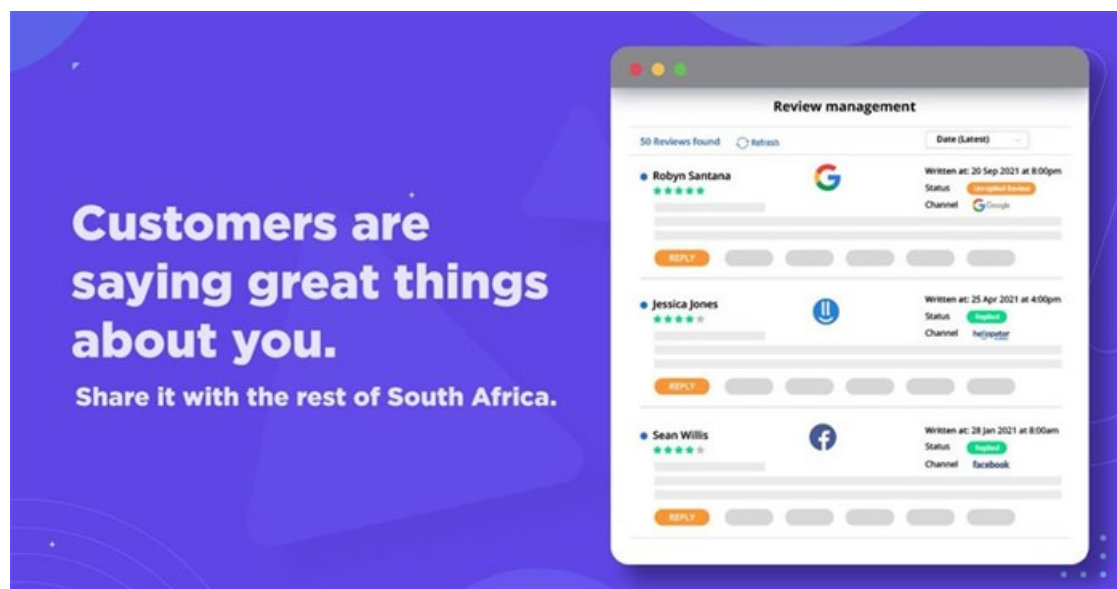 Customers are
saying great things
about you.
Share it with the rest of South Africa.
Review management
50 Reviews found Refresh Date (Latest)
Robyn Santana
Written at: 20 Sep 2021 at 8:00pm
Status Unreplied Review
Channel Google
REPLY
Jessica Jones
Written at: 25 Apr 2021 at 4:00pm
Status Replied
Channel hellopeter
REPLY
Sean Willis
Written at: 28 Jan 2021 at 8:00am
Status Replied
Channel facebook
REPLY